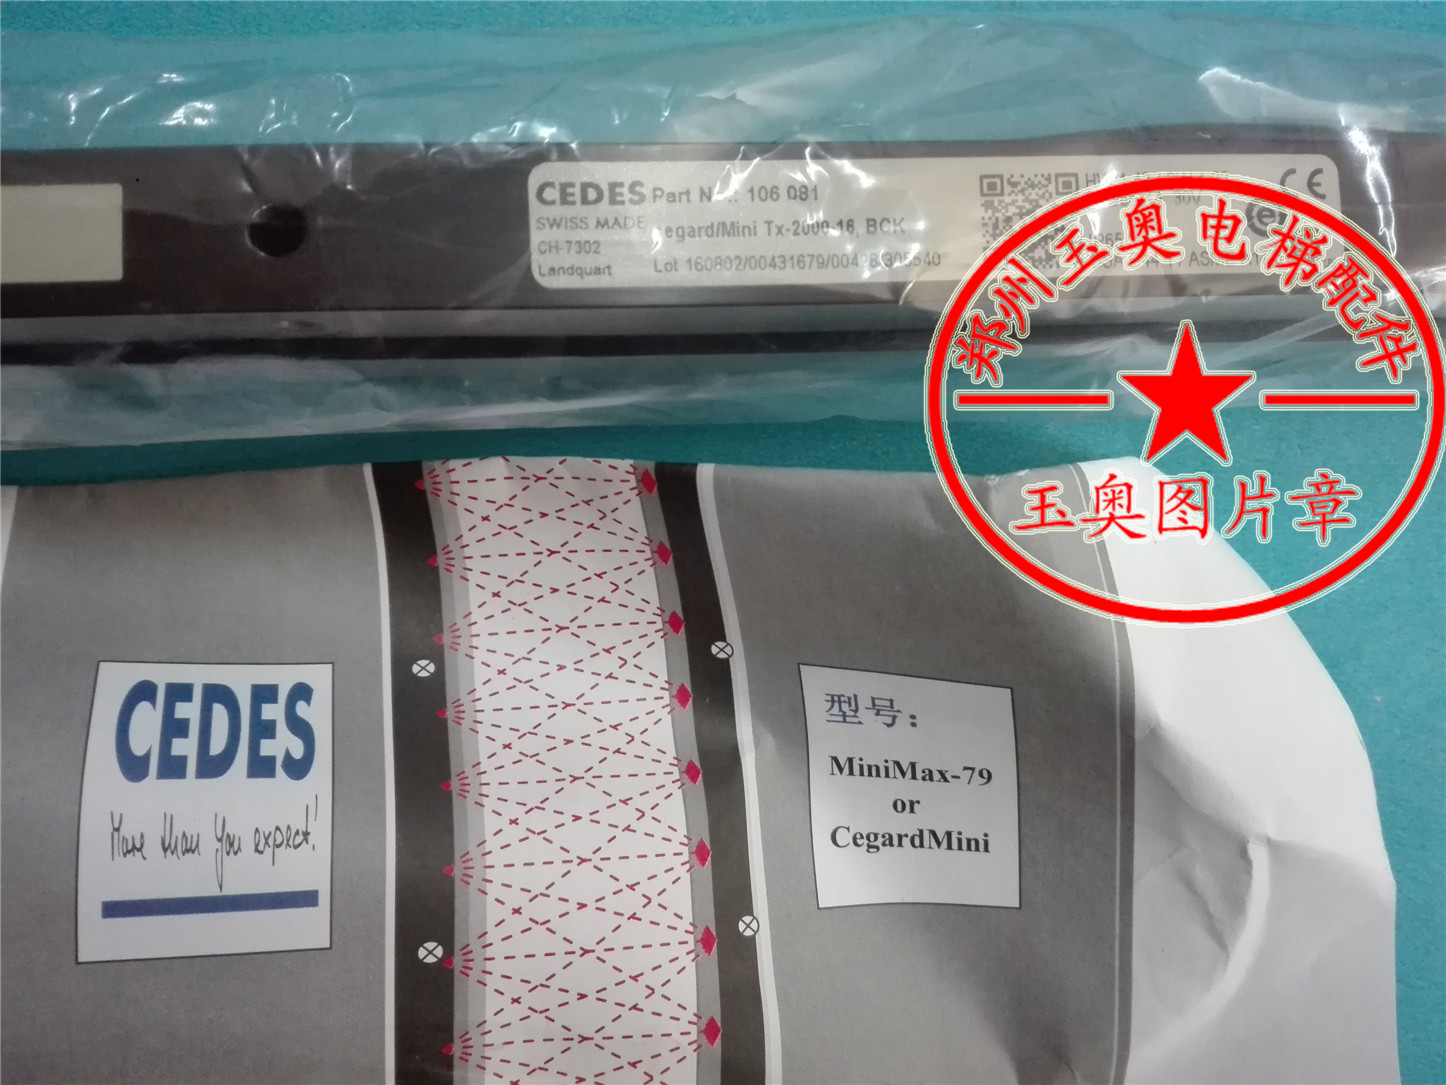 CEDES Part No.: 106 081
SWISS MADE Cegard/Mini Tx-2000-16, BCK
CH-7302
Landquart Lot 160802/00431679/00428/305540
CE
郑州玉奥电梯配件
玉奥图片章
CEDES
More than You expect!
型号:
MiniMax-79
or
CegardMini